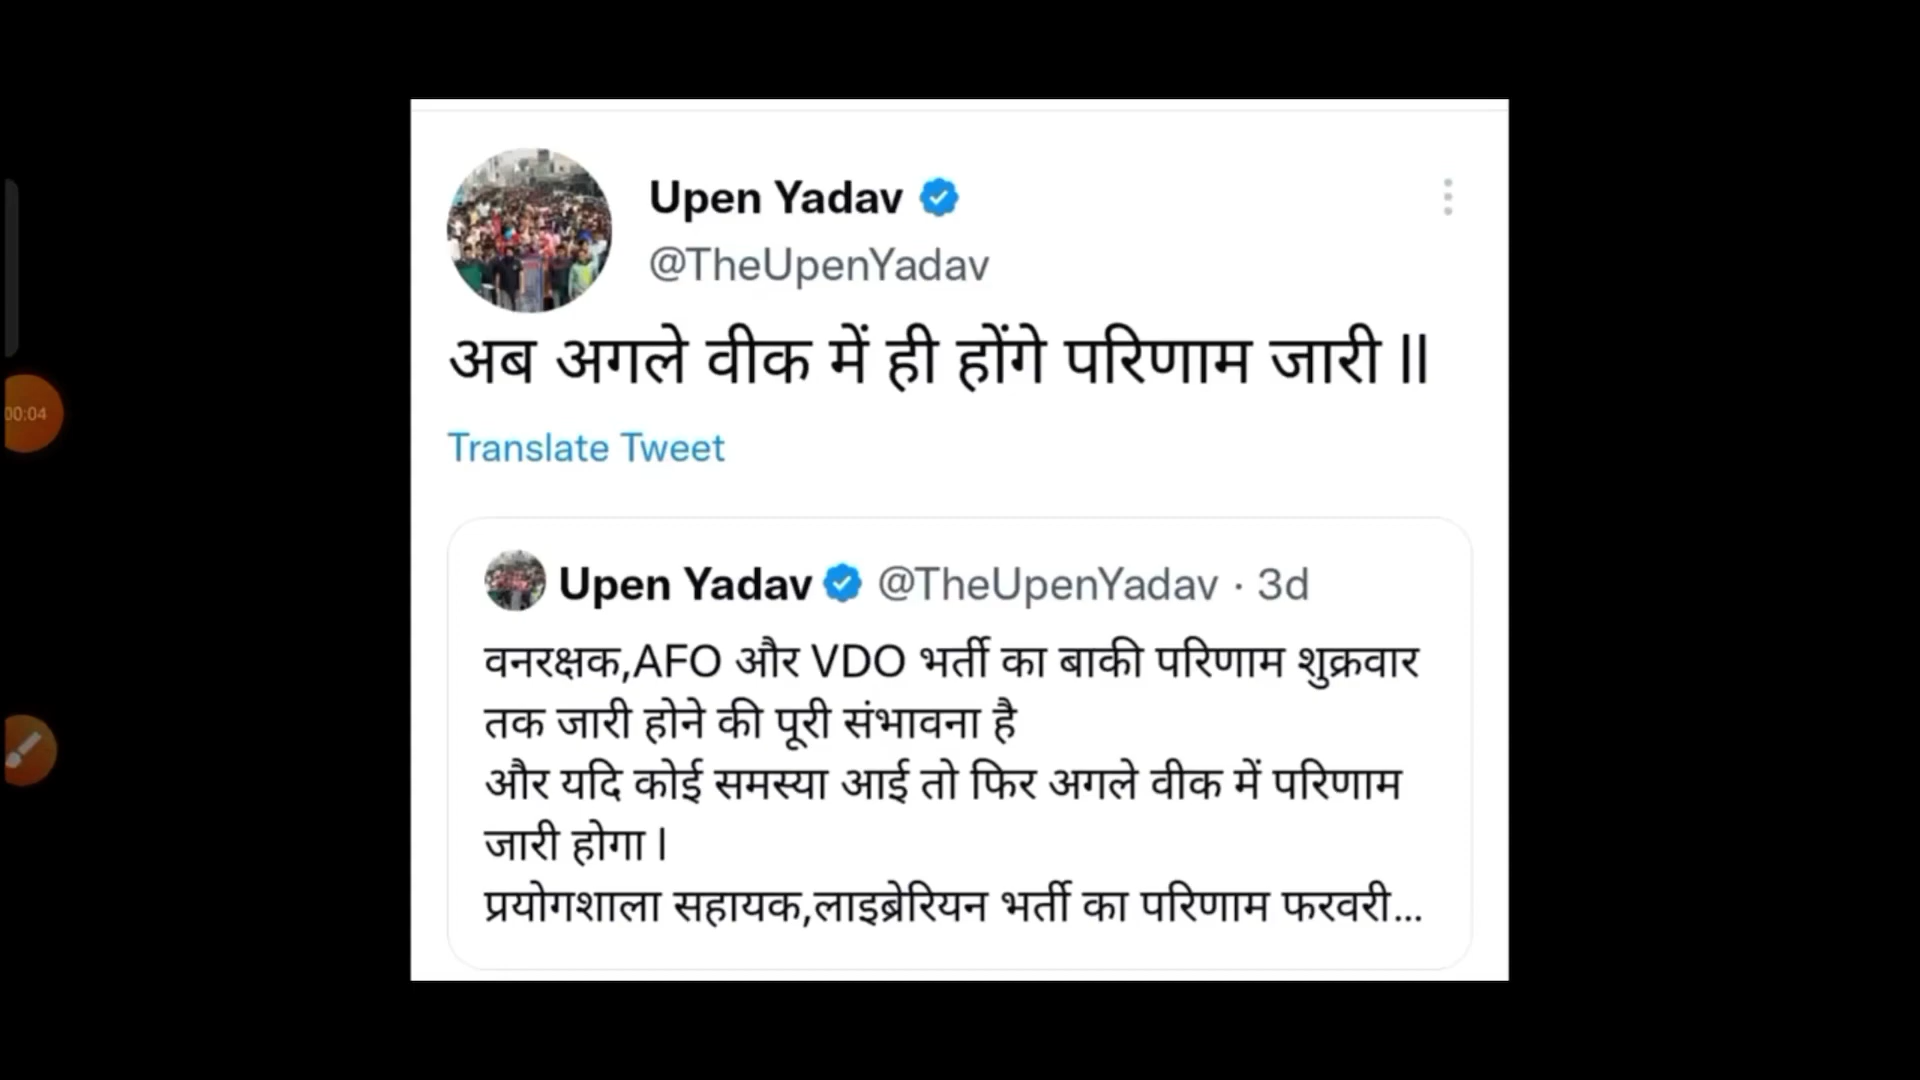 Upen Yadav
@TheUpenYadav
अब अगले वीक में ही होंगे परिणाम जारी ll
Translate Tweet
Upen Yadav @TheUpenYadav · 3d
वनरक्षक,AFO और VDO भर्ती का बाकी परिणाम शुक्रवार
तक जारी होने की पूरी संभावना है
और यदि कोई समस्या आई तो फिर अगले वीक में परिणाम
जारी होगा l
प्रयोगशाला सहायक,लाइब्रेरियन भर्ती का परिणाम फरवरी...
00:04